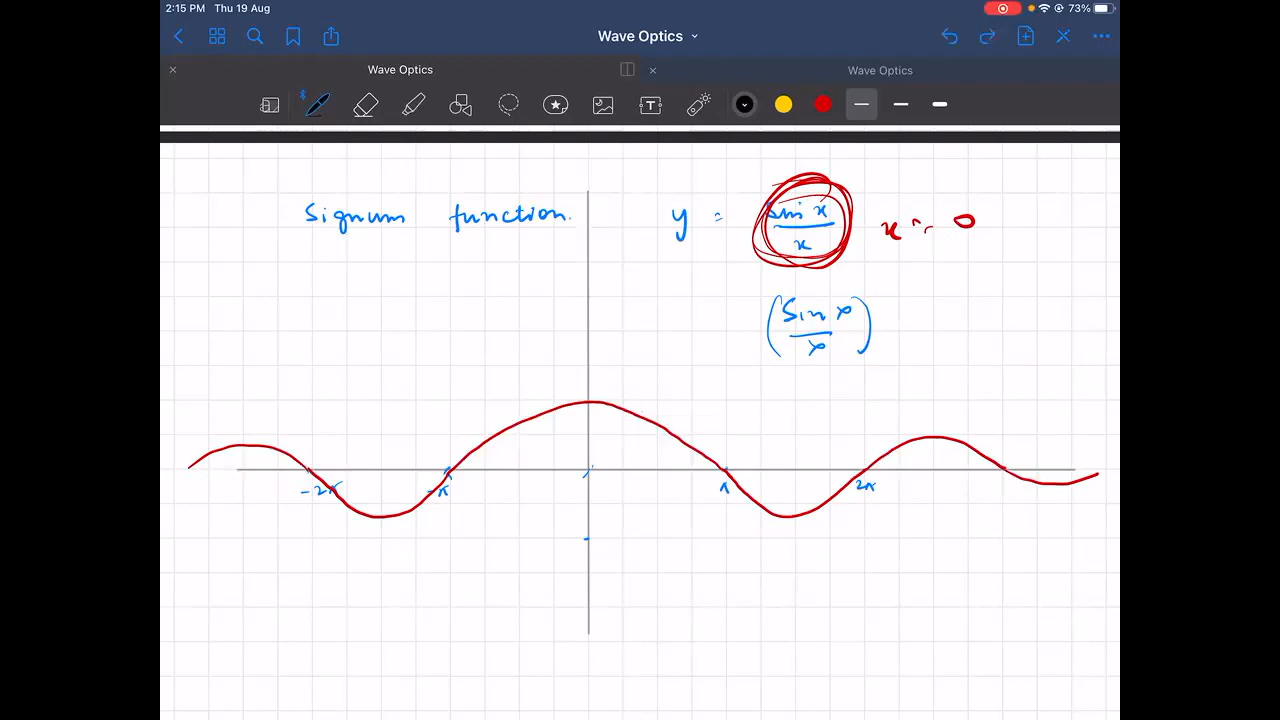 2:15 PM Thu 19 Aug 73%
Wave Optics
Wave Optics Wave Optics
T
Signum function. y = sin x / x x ≈ 0
(Sin x / x)
-2π -π π 2π